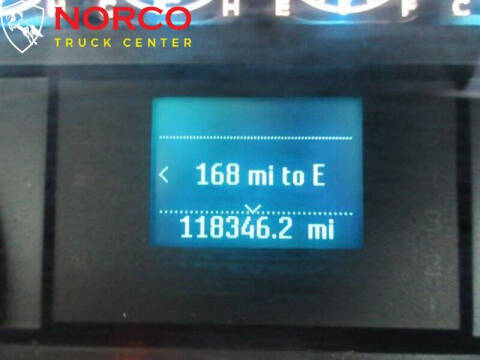 NORCO
TRUCK CENTER
C H E F C
< 168 mi to E
118346.2 mi